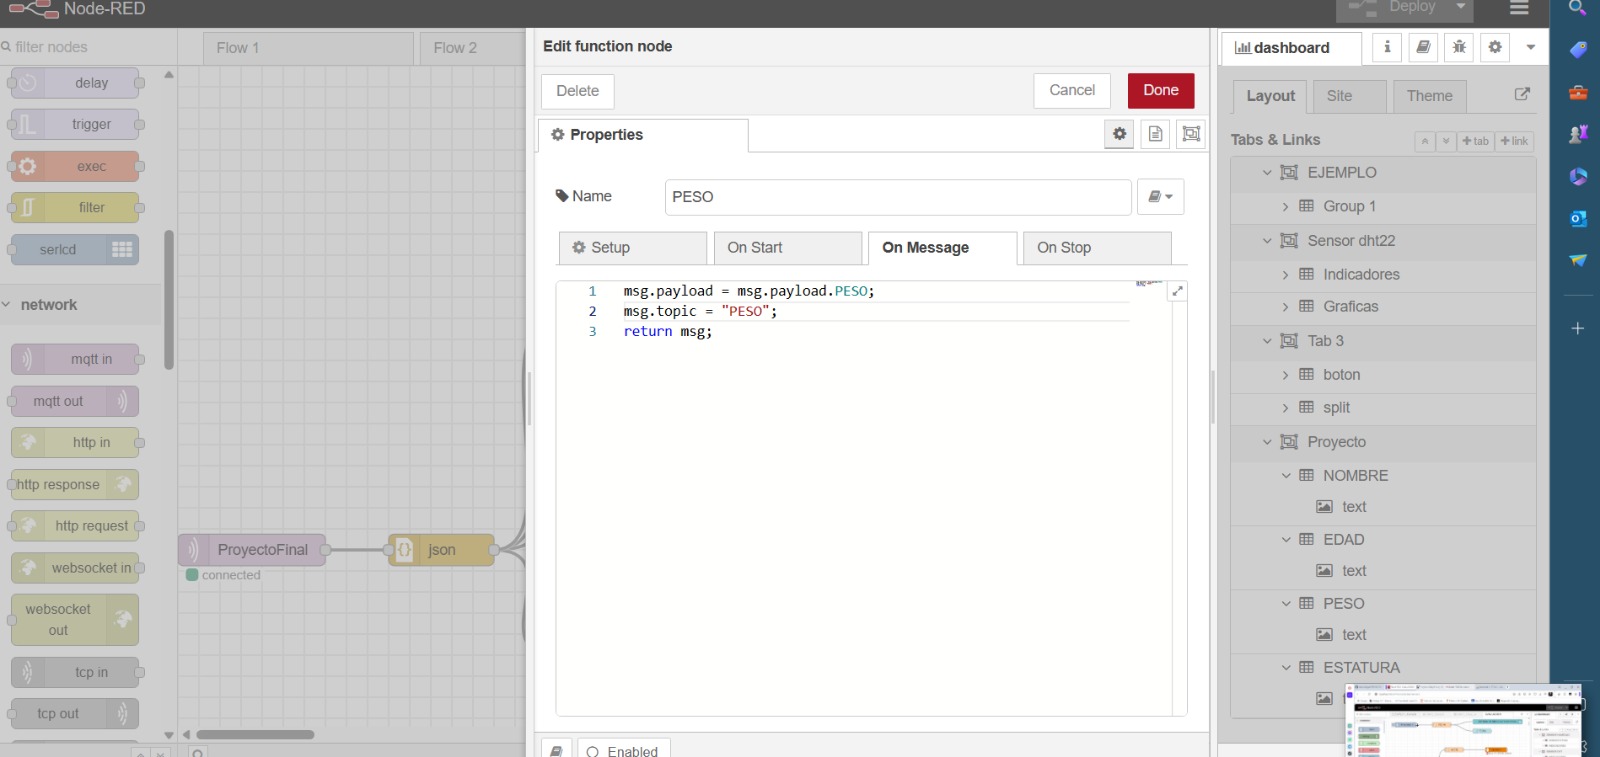 Node-RED
Deploy
filter nodes
Flow 1
Flow 2
Edit function node
dashboard
delay
trigger
exec
filter
serlcd
network
mqtt in
mqtt out
http in
http response
http request
websocket in
websocket out
tcp in
tcp out
ProyectoFinal
connected
json
Delete
Cancel
Done
Properties
Name
PESO
Setup
On Start
On Message
On Stop
1 msg.payload = msg.payload.PESO;
2 msg.topic = "PESO";
3 return msg;
Enabled
Layout
Site
Theme
Tabs & Links
tab
link
EJEMPLO
Group 1
Sensor dht22
Indicadores
Graficas
Tab 3
boton
split
Proyecto
NOMBRE
text
EDAD
text
PESO
text
ESTATURA